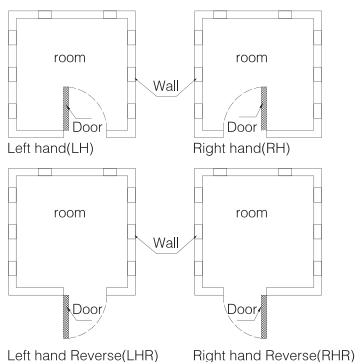 room
room
Wall
Door
Door
Left hand(LH)
Right hand(RH)
room
room
Wall
Door
Door
Left hand Reverse(LHR)
Right hand Reverse(RHR)